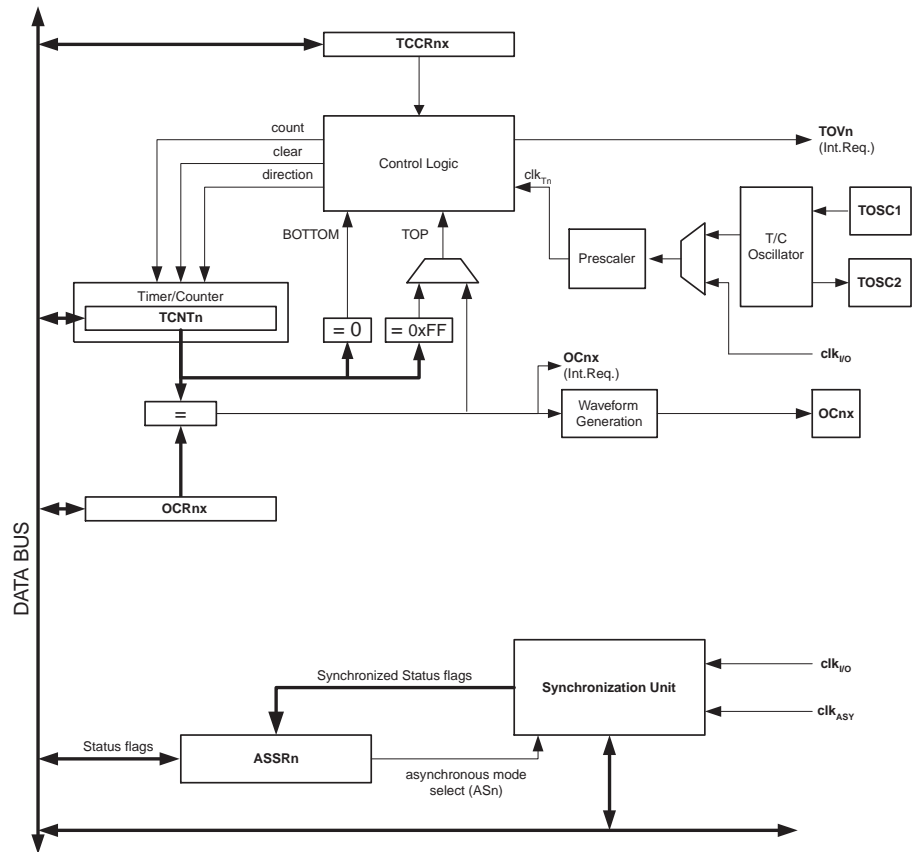 TCCRnx
count
clear
direction
Control Logic
TOVn
(Int.Req.)
clkTn
BOTTOM
TOP
Prescaler
T/C
Oscillator
TOSC1
TOSC2
Timer/Counter
TCNTn
= 0
= 0xFF
clkI/O
OCnx
(Int.Req.)
=
Waveform
Generation
OCnx
OCRnx
DATA BUS
Synchronized Status flags
Synchronization Unit
clkI/O
clkASY
Status flags
ASSRn
asynchronous mode
select (ASn)